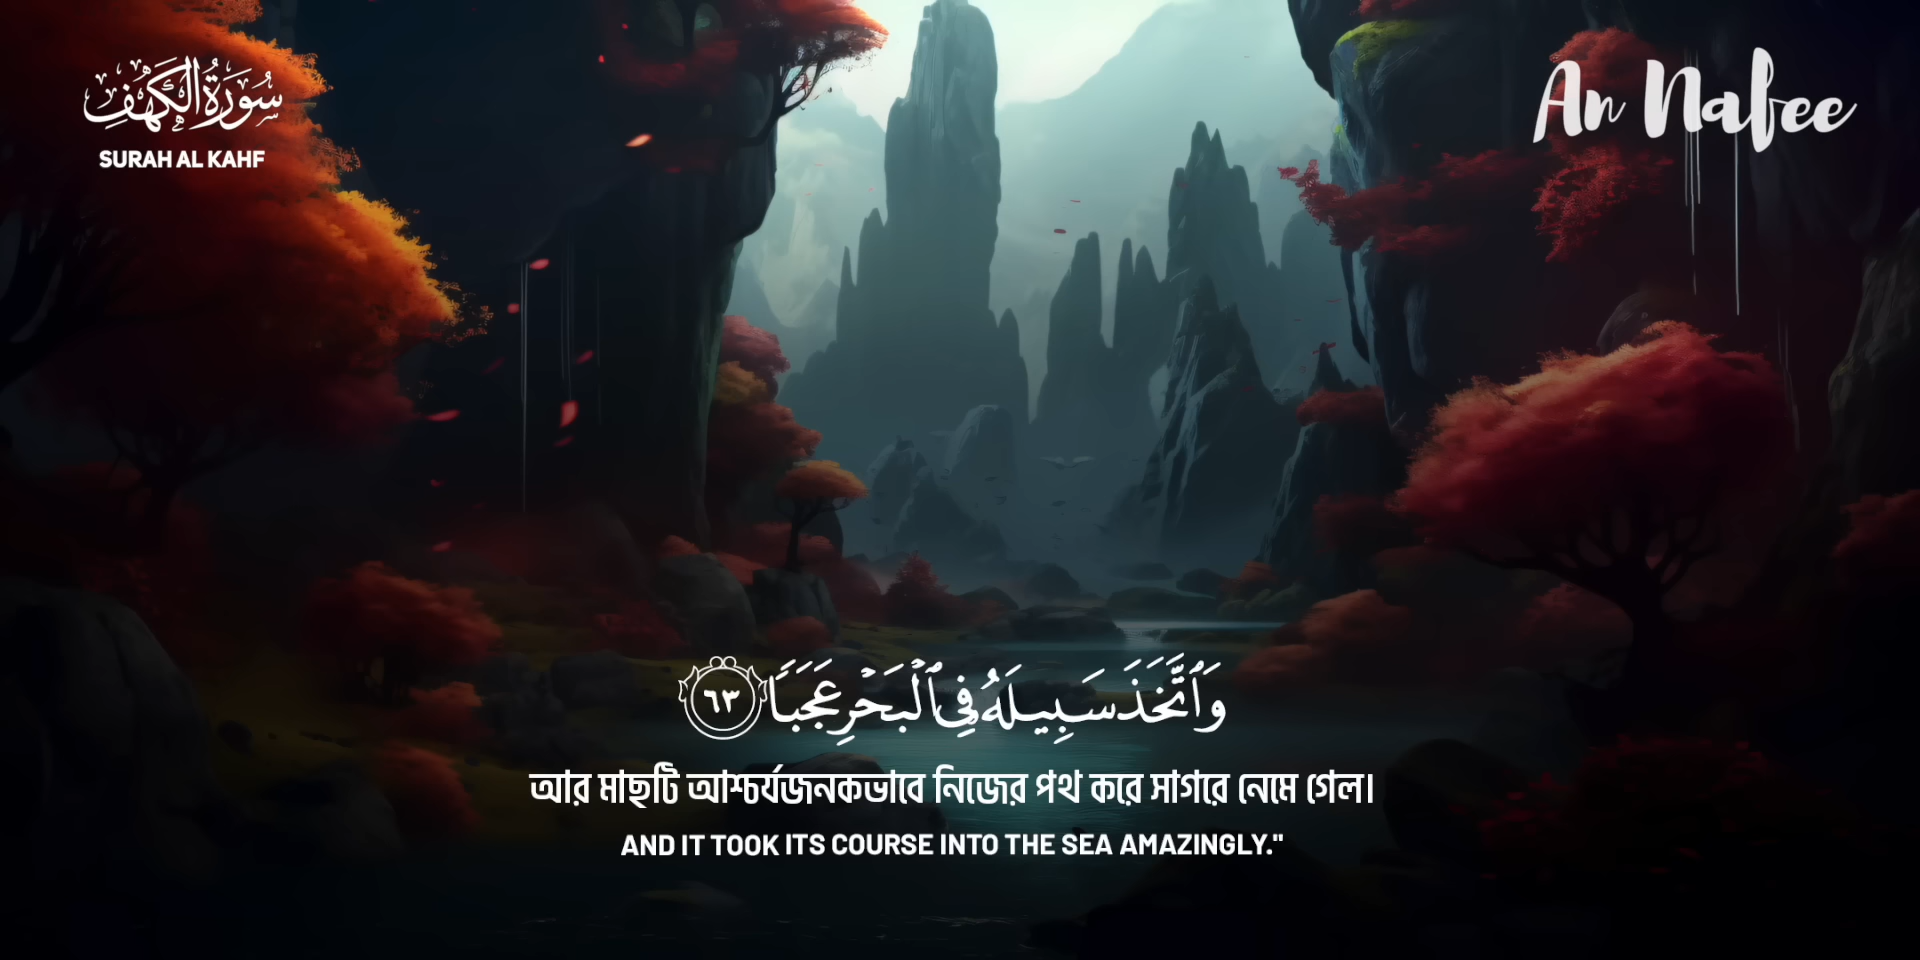 سُورَةُ الْكَهْفِ
SURAH AL KAHF
An Nafee
وَٱتَّخَذَ سَبِيلَهُۥ فِى ٱلْبَحْرِ عَجَبًا ٦٣
আর মাছটি আশ্চর্যজনকভাবে নিজের পথ করে সাগরে নেমে গেল।
AND IT TOOK ITS COURSE INTO THE SEA AMAZINGLY."